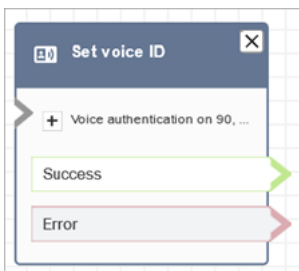 Set voice ID
Voice authentication on 90, ...
Success
Error